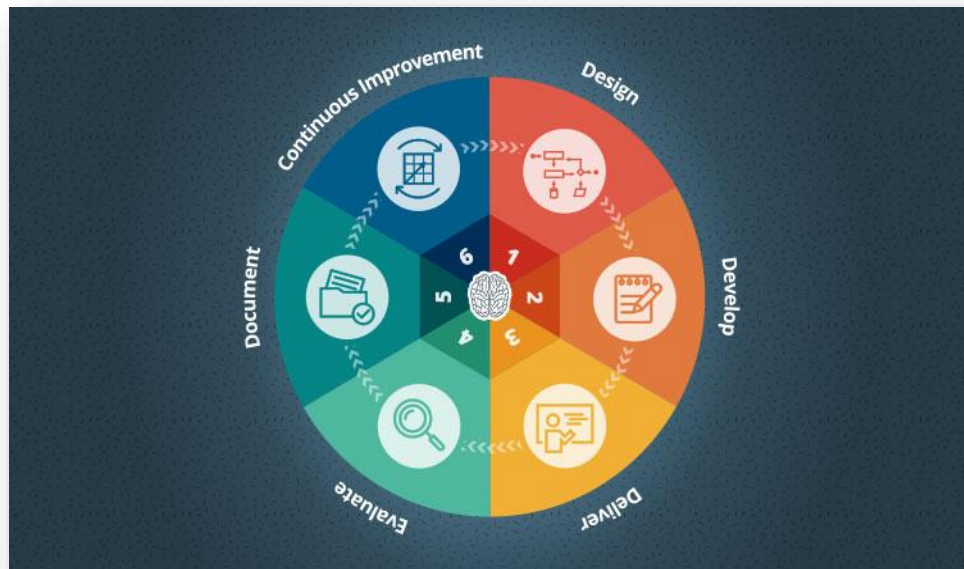 Continuous Improvement
Design
Develop
Deliver
Evaluate
Document
1
2
3
4
5
6